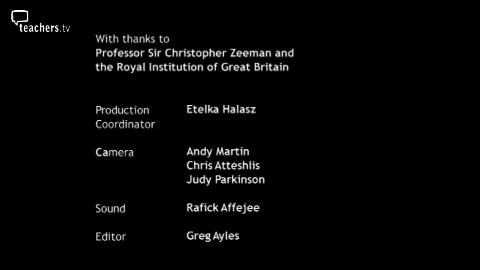 teachers.tv
With thanks to
Professor Sir Christopher Zeeman and
the Royal Institution of Great Britain
Production Coordinator Etelka Halasz
Camera Andy Martin
Chris Atteshlis
Judy Parkinson
Sound Rafick Affejee
Editor Greg Ayles